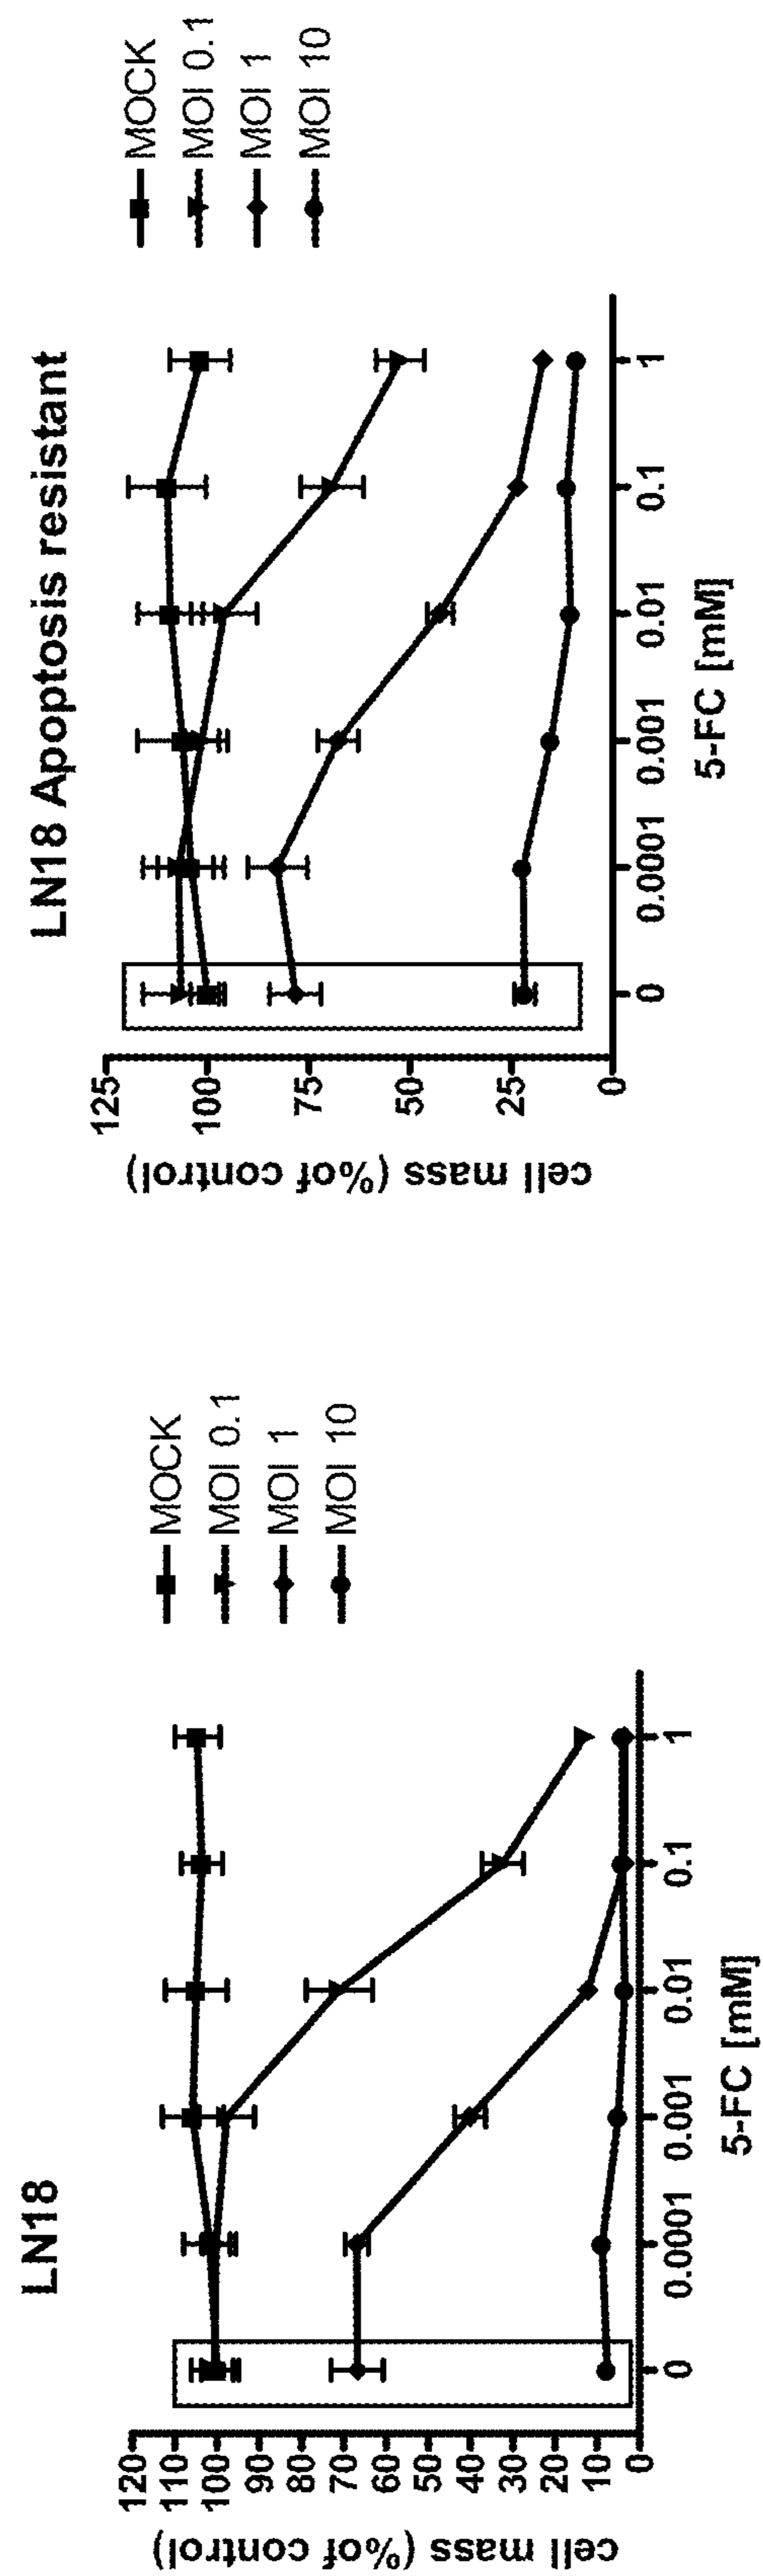 LN18
MOCK
MOI 0.1
MOI 1
MOI 10
120
110
100
90
80
70
60
50
40
30
20
10
0
cell mass (%of control)
0
0.0001
0.001
0.01
0.1
1
5-FC [mM]
LN18 Apoptosis resistant
MOCK
MOI 0.1
MOI 1
MOI 10
125
100
75
50
25
0
cell mass (%of control)
0
0.0001
0.001
0.01
0.1
1
5-FC [mM]